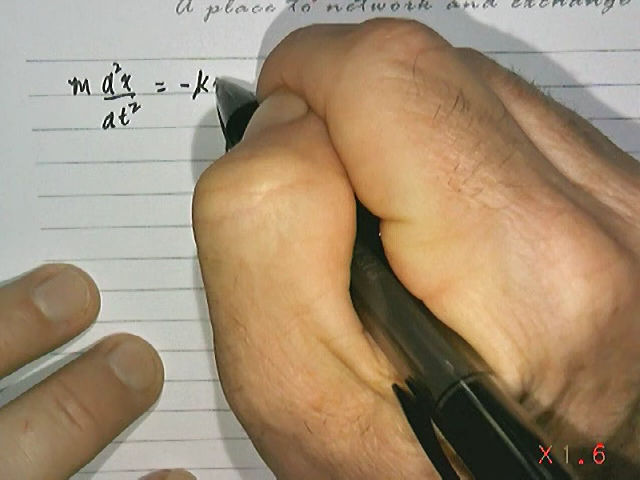 A place to network and exchange
m d²x/dt² = -k
X1.6